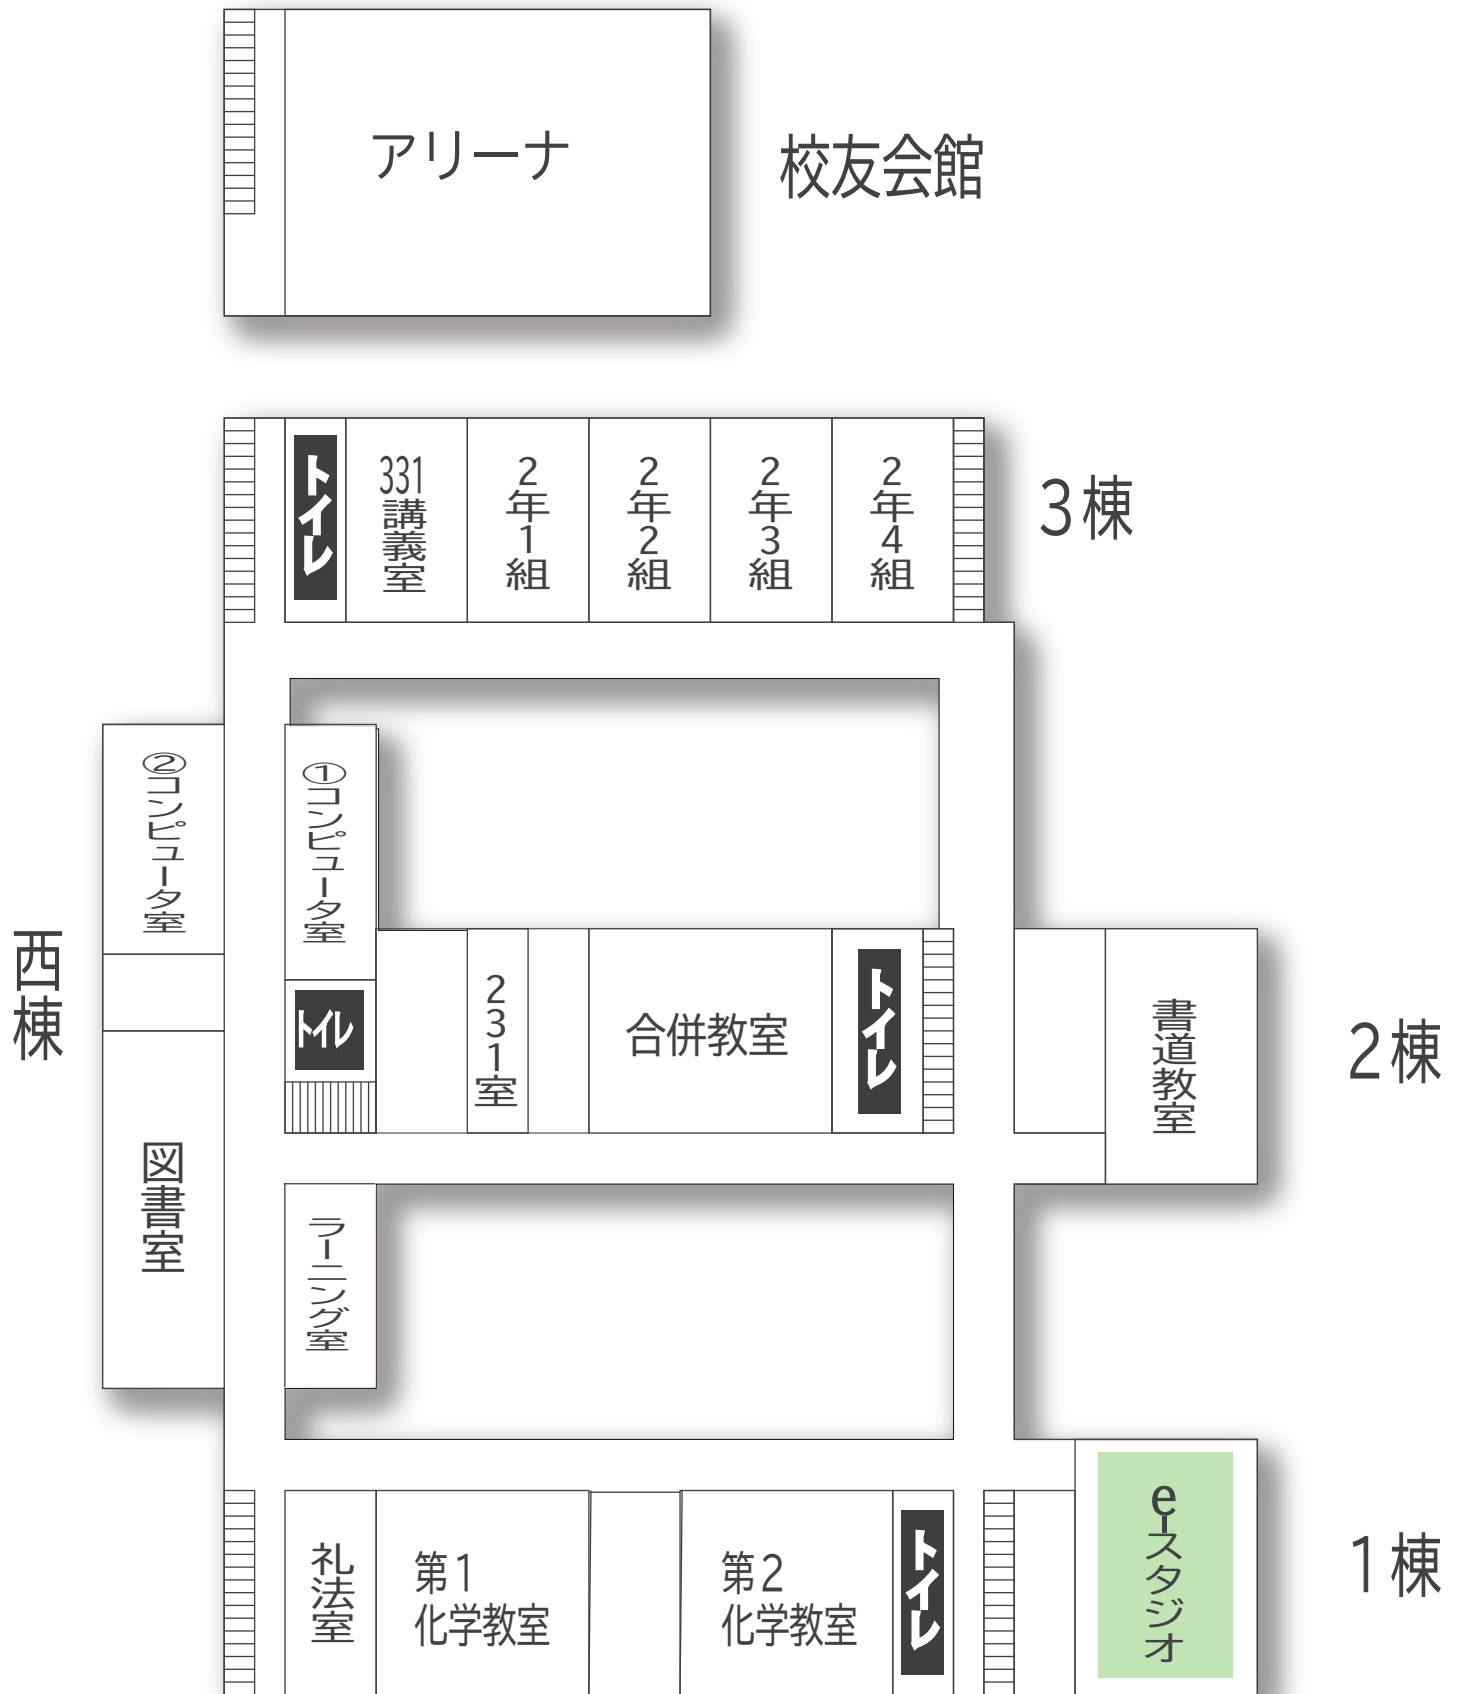 アリーナ
校友会館
トイレ
331講義室
2年1組
2年2組
2年3組
2年4組
3棟
②コンピュータ室
①コンピュータ室
西棟
トイレ
231室
合併教室
トイレ
書道教室
2棟
図書室
ラーニング室
礼法室
第1
化学教室
第2
化学教室
トイレ
eースタジオ
1棟